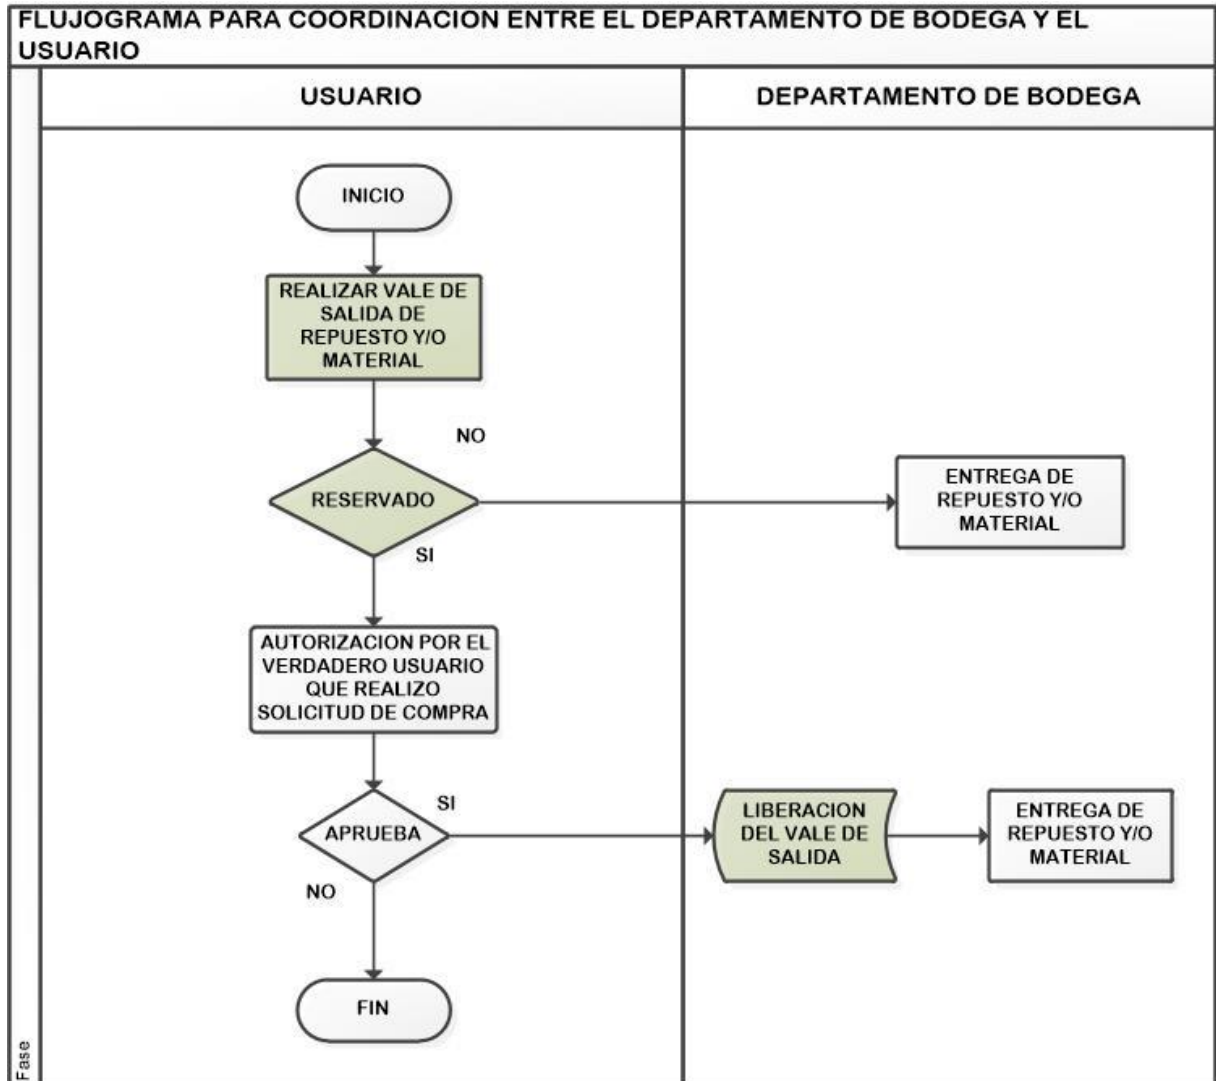 FLUJOGRAMA PARA COORDINACION ENTRE EL DEPARTAMENTO DE BODEGA Y EL
USUARIO
USUARIO
DEPARTAMENTO DE BODEGA
INICIO
REALIZAR VALE DE
SALIDA DE
REPUESTO Y/O
MATERIAL
NO
RESERVADO
ENTREGA DE
REPUESTO Y/O
MATERIAL
SI
AUTORIZACION POR EL
VERDADERO USUARIO
QUE REALIZO
SOLICITUD DE COMPRA
SI
APRUEBA
LIBERACION
DEL VALE DE
SALIDA
ENTREGA DE
REPUESTO Y/O
MATERIAL
NO
FIN
Fase